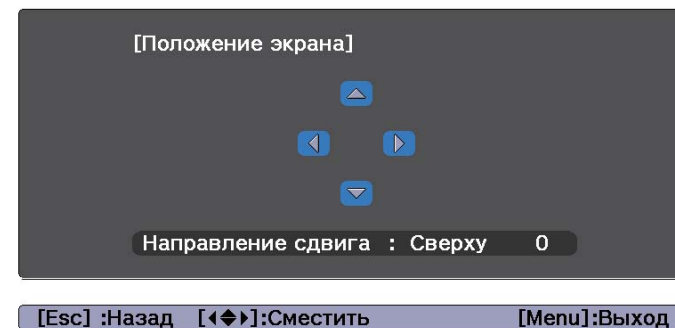 [Положение экрана]
Направление сдвига : Сверху 0
[Esc] :Назад [◀◆▶]:Сместить [Menu]:Выход